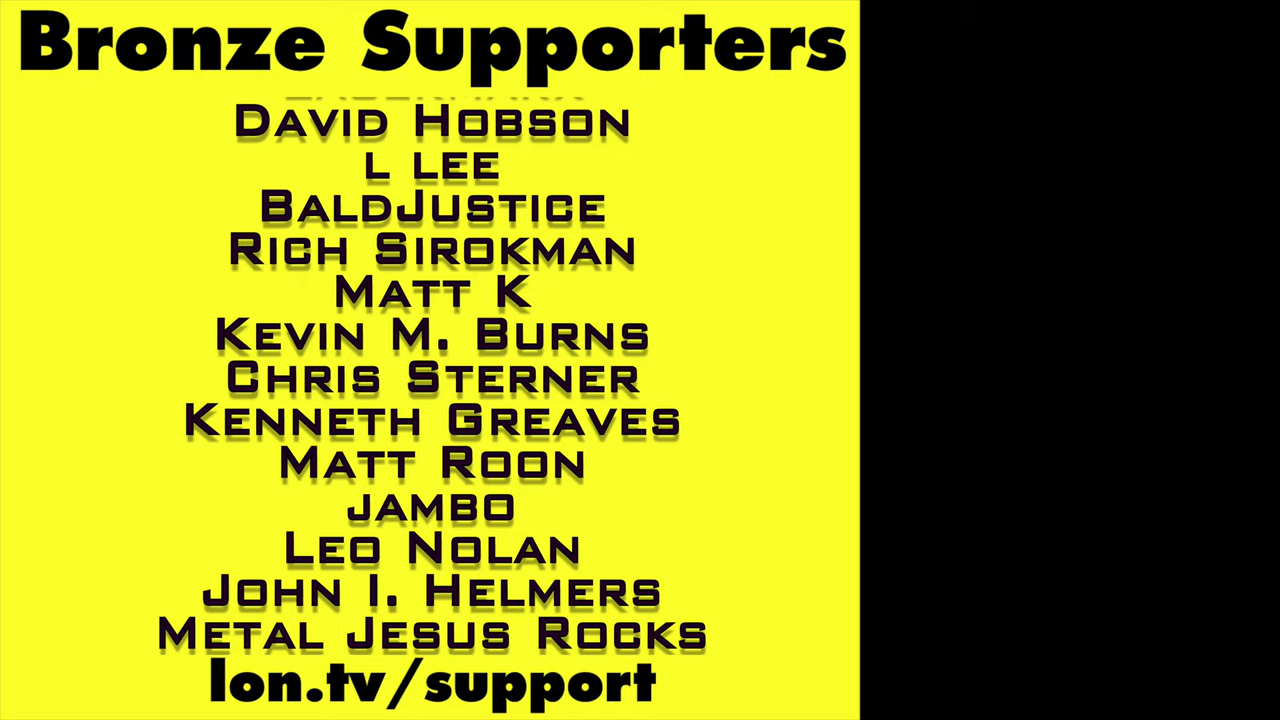 Bronze Supporters
David Hobson
L Lee
BaldJustice
Rich Sirokman
Matt K
Kevin M. Burns
Chris Sterner
Kenneth Greaves
Matt Roon
jambo
Leo Nolan
John I. Helmers
Metal Jesus Rocks
lon.tv/support